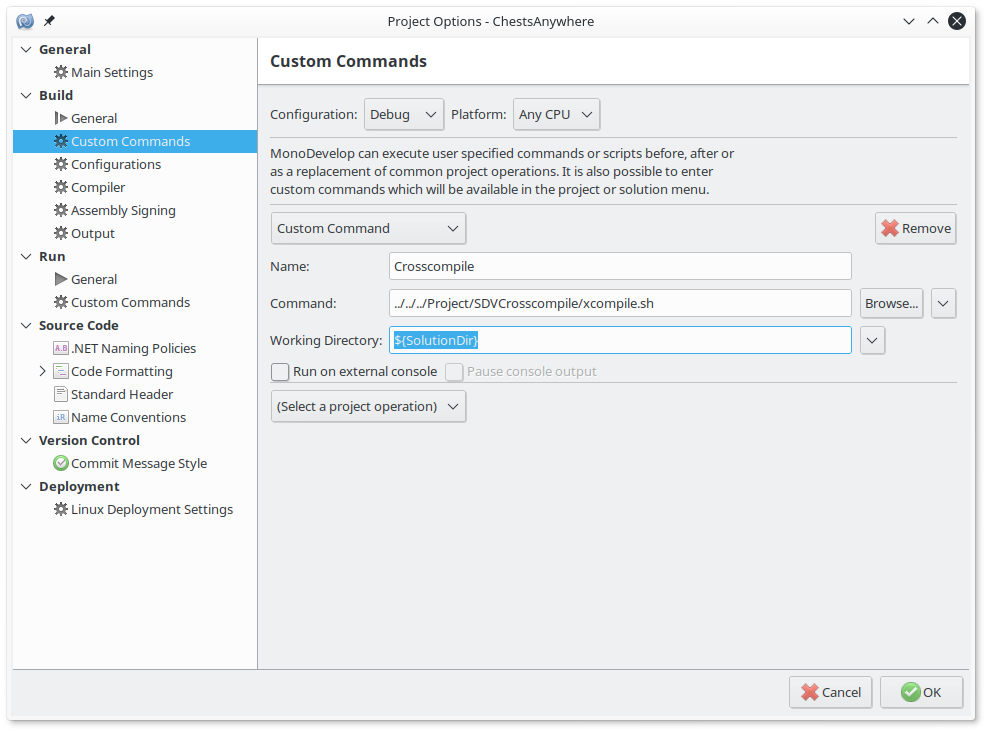 Project Options - ChestsAnywhere
General
Main Settings
Build
General
Custom Commands
Configurations
Compiler
Assembly Signing
Output
Run
General
Custom Commands
Source Code
A.B .NET Naming Policies
Code Formatting
Standard Header
iR Name Conventions
Version Control
Commit Message Style
Deployment
Linux Deployment Settings
Custom Commands
Configuration: Debug Platform: Any CPU
MonoDevelop can execute user specified commands or scripts before, after or
as a replacement of common project operations. It is also possible to enter
custom commands which will be available in the project or solution menu.
Custom Command Remove
Name: Crosscompile
Command: ../../../Project/SDVCrosscompile/xcompile.sh Browse...
Working Directory: ${SolutionDir}
Run on external console Pause console output
(Select a project operation)
Cancel OK